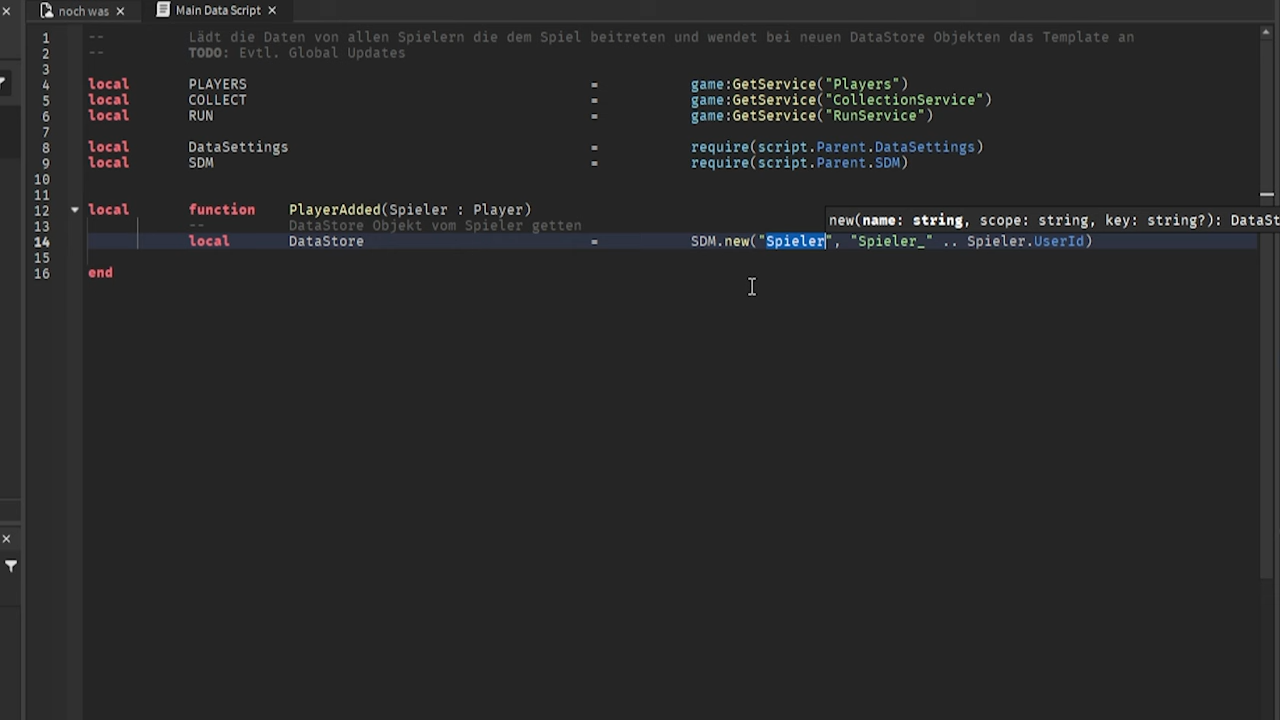 noch was
Main Data Script
1 -- Lädt die Daten von allen Spielern die dem Spiel beitreten und wendet bei neuen DataStore Objekten das Template an
2 -- TODO: Evtl. Global Updates
3
4 local PLAYERS = game:GetService("Players")
5 local COLLECT = game:GetService("CollectionService")
6 local RUN = game:GetService("RunService")
7
8 local DataSettings = require(script.Parent.DataSettings)
9 local SDM = require(script.Parent.SDM)
10
11
12 local function PlayerAdded(Spieler : Player)
13 -- DataStore Objekt vom Spieler getten
new(name: string, scope: string, key: string?): DataSt
14 local DataStore = SDM.new("Spieler", "Spieler_" .. Spieler.UserId)
15
16 end